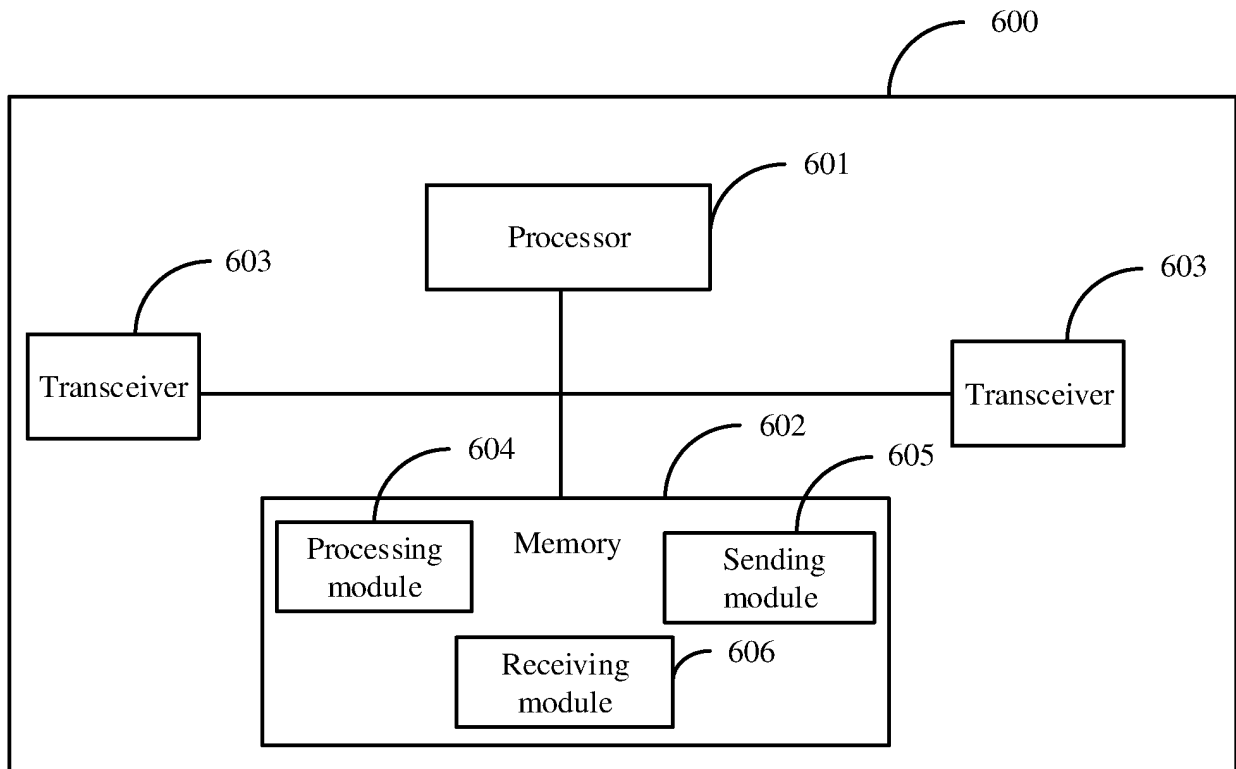 600
601
Processor
603
603
Transceiver
Transceiver
602
604
605
Processing
module
Memory
Sending
module
Receiving
module
606